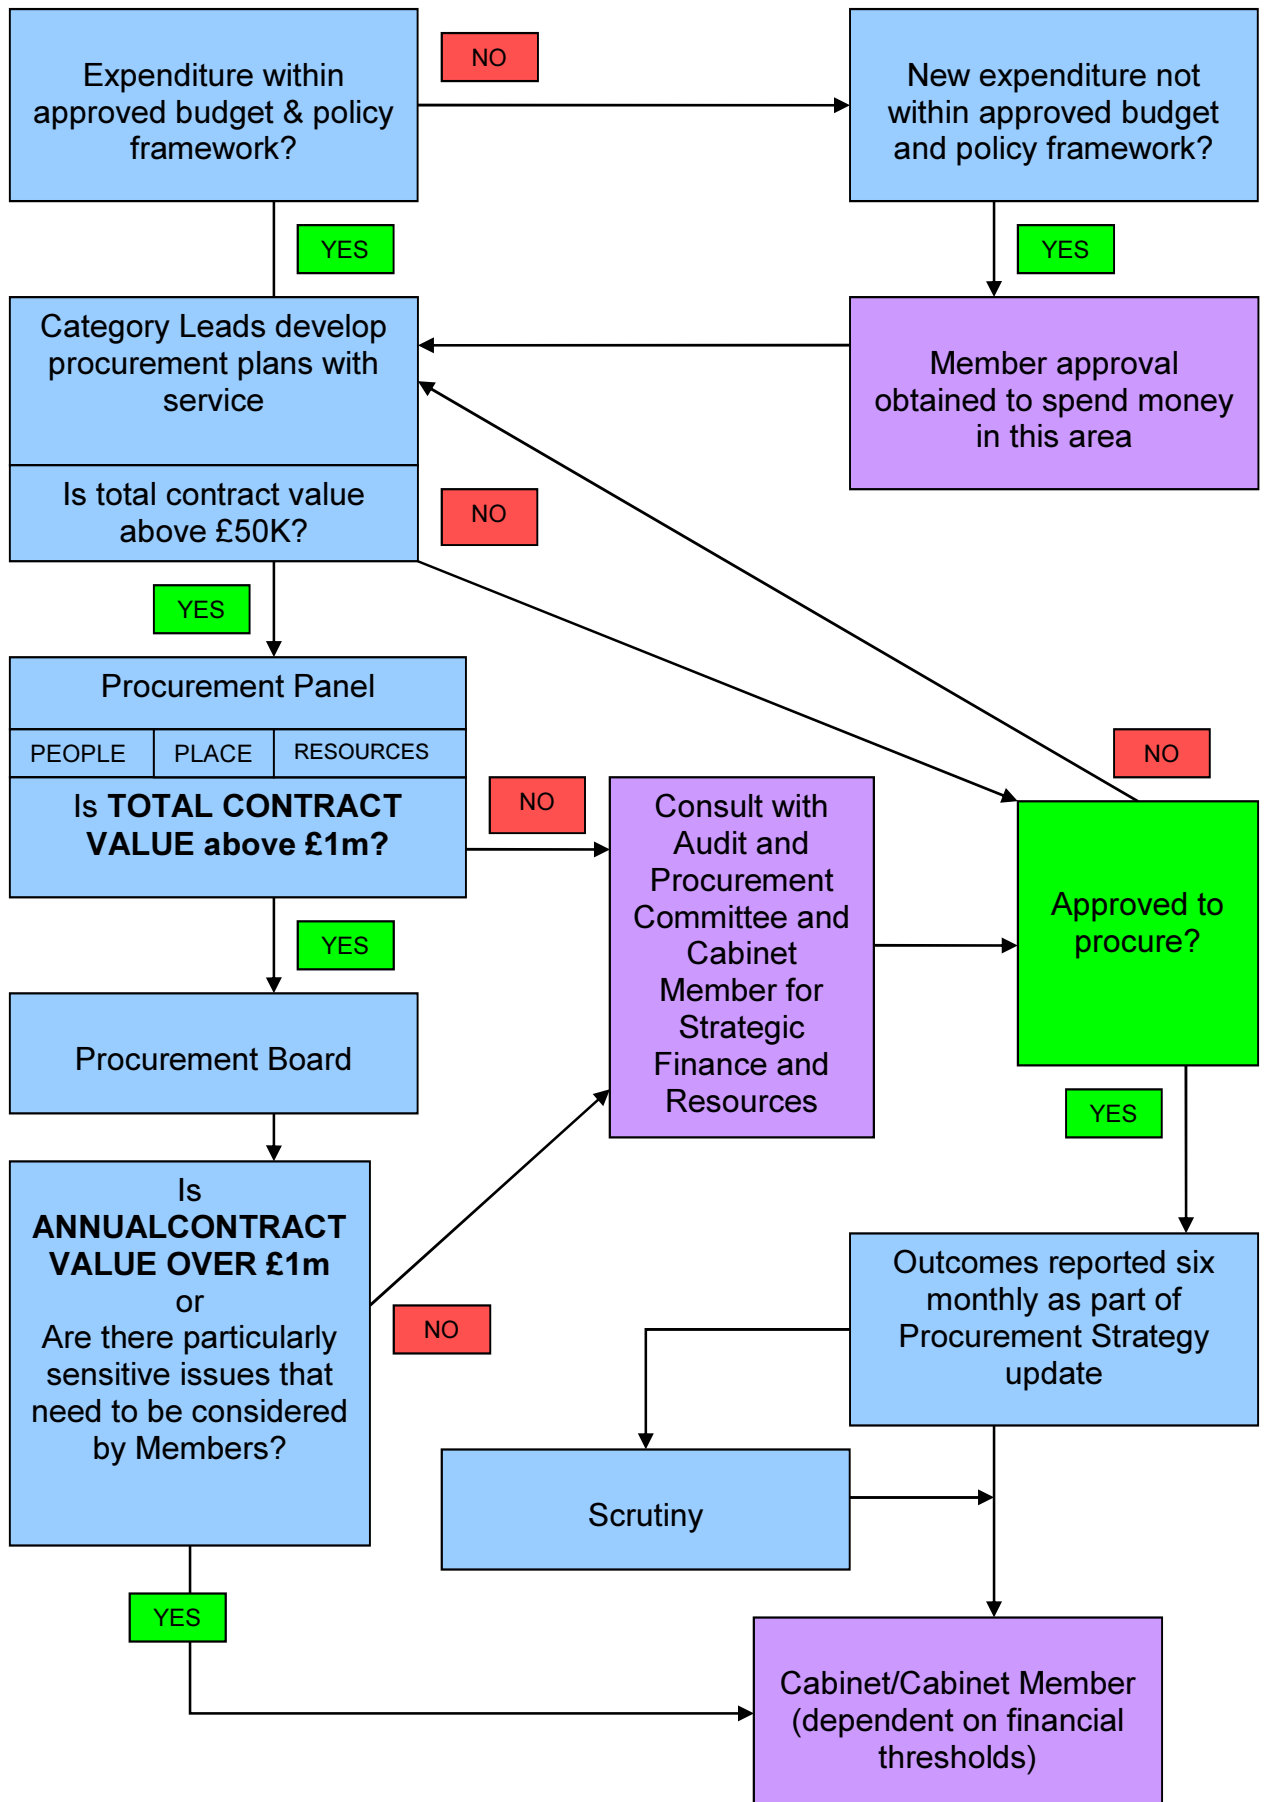 Expenditure within
approved budget & policy
framework?
NO
New expenditure not
within approved budget
and policy framework?
YES
YES
Category Leads develop
procurement plans with
service
Member approval
obtained to spend money
in this area
Is total contract value
above £50K?
NO
YES
Procurement Panel
PEOPLE
PLACE
RESOURCES
Is TOTAL CONTRACT
VALUE above £1m?
NO
Consult with
Audit and
Procurement
Committee and
Cabinet
Member for
Strategic
Finance and
Resources
NO
Approved to
procure?
YES
Procurement Board
YES
Is
ANNUALCONTRACT
VALUE OVER £1m
or
Are there particularly
sensitive issues that
need to be considered
by Members?
NO
Outcomes reported six
monthly as part of
Procurement Strategy
update
Scrutiny
YES
Cabinet/Cabinet Member
(dependent on financial
thresholds)